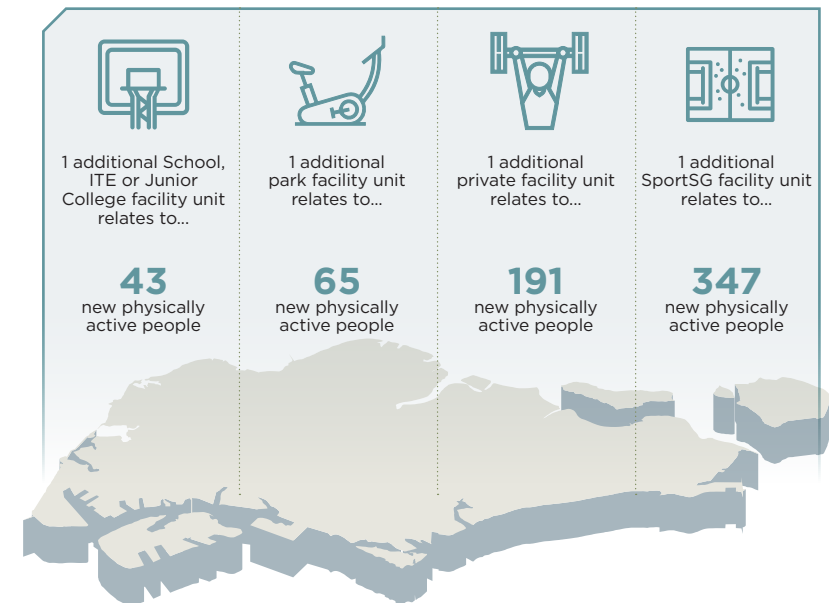 1 additional School,
ITE or Junior
College facility unit
relates to...
43
new physically
active people
1 additional
park facility unit
relates to...
65
new physically
active people
1 additional
private facility unit
relates to...
191
new physically
active people
1 additional
SportSG facility unit
relates to...
347
new physically
active people